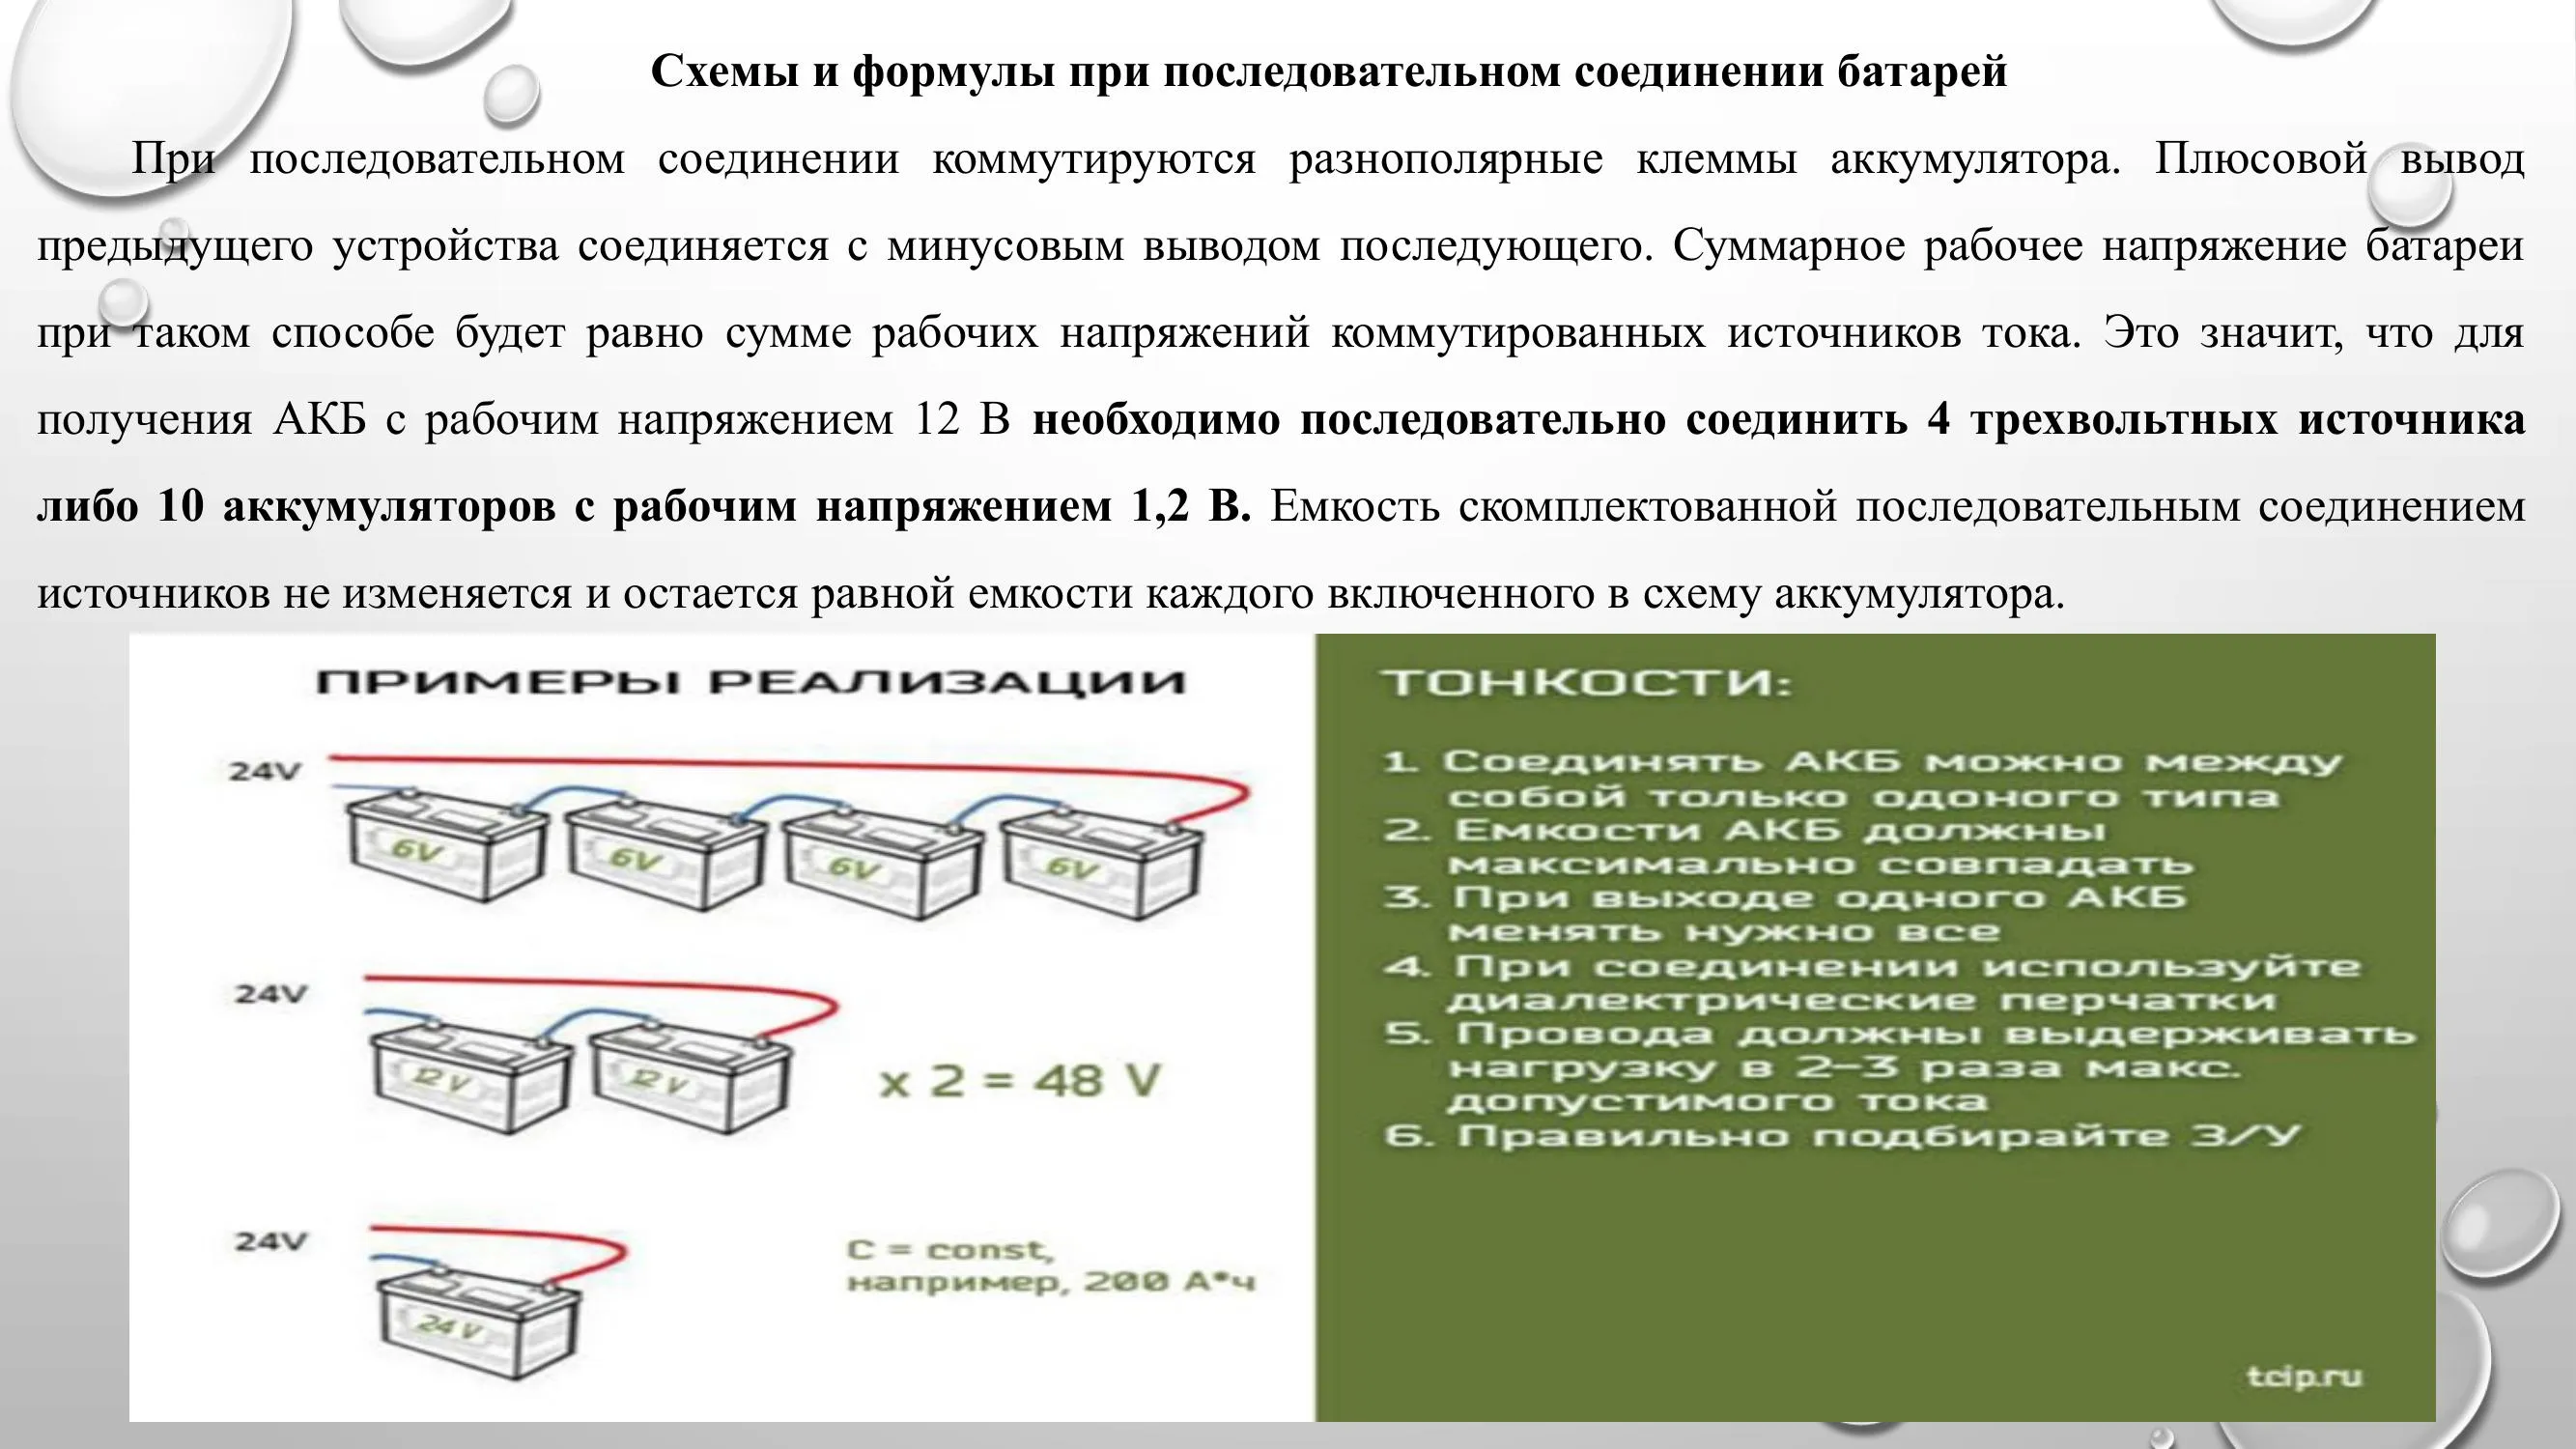 Схемы и формулы при последовательном соединении батарей
При последовательном соединении коммутируются разнополярные клеммы аккумулятора. Плюсовой вывод
предыдущего устройства соединяется с минусовым выводом последующего. Суммарное рабочее напряжение батареи
при таком способе будет равно сумме рабочих напряжений коммутированных источников тока. Это значит, что для
получения АКБ с рабочим напряжением 12 В необходимо последовательно соединить 4 трехвольтных источника
либо 10 аккумуляторов с рабочим напряжением 1,2 В. Емкость скомплектованной последовательным соединением
источников не изменяется и остается равной емкости каждого включенного в схему аккумулятора.
ПРИМЕРЫ РЕАЛИЗАЦИИ
24V
6V
6V
6V
6V
24V
12 V
12 V
x 2 = 48 V
24V
24 V
C = const,
например, 200 А*ч
ТОНКОСТИ:
1. Соединять АКБ можно между
собой только одоного типа
2. Емкости АКБ должны
максимально совпадать
3. При выходе одного АКБ
менять нужно все
4. При соединении используйте
диалектрические перчатки
5. Провода должны выдерживать
нагрузку в 2-3 раза макс.
допустимого тока
6. Правильно подбирайте З/У
tcip.ru